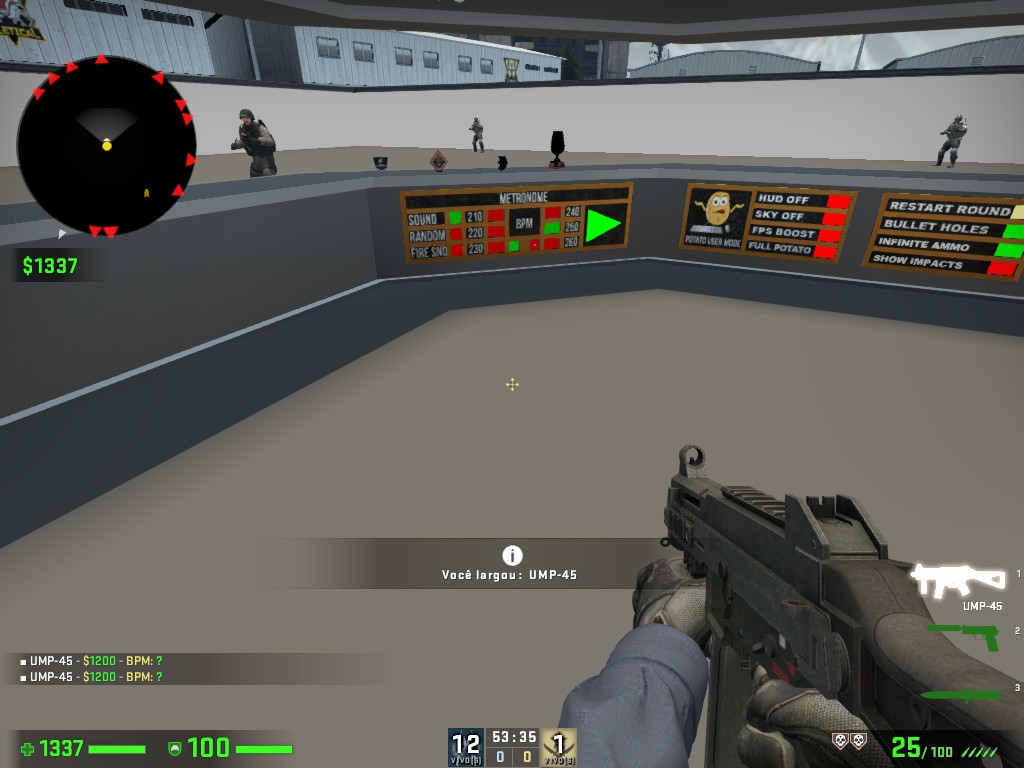 METRONOME
SOUND 210 BPM 240
RANDOM 220 250
FIRE SND 230 260
POTATO USER MODE
HUD OFF
SKY OFF
FPS BOOST
FULL POTATO
RESTART ROUND
BULLET HOLES
INFINITE AMMO
SHOW IMPACTS
A
$1337
Você largou: UMP-45
1
UMP-45
2
3
UMP-45 - $1200 - BPM: ?
UMP-45 - $1200 - BPM: ?
1337
100
12 53:35 1
VIVO(S) 0 0 VIVO(S)
25/ 100